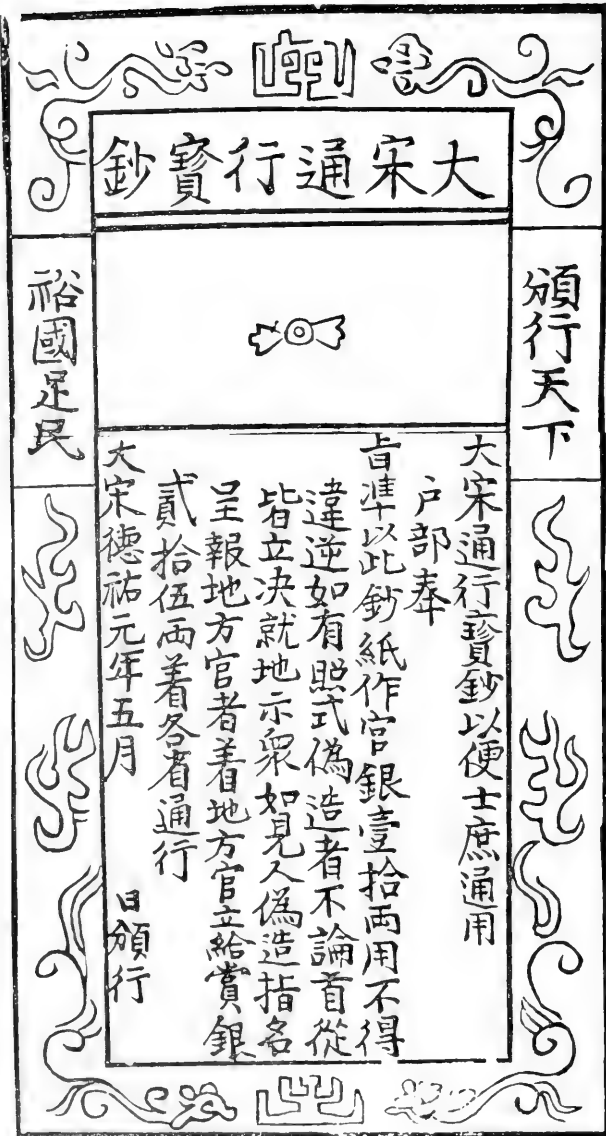 大宋通行寳鈔
頒行天下
裕國足民
大宋通行寳鈔以便士庶通用
户部奉
旨準以此鈔紙作官銀壹拾兩用不得
違逆如有照式偽造者不論首從
皆立决就地示衆如見人偽造指名
呈報地方官者着地方官立給賞銀
貳拾伍兩着各省通行
大宋德祐元年五月 日頒行